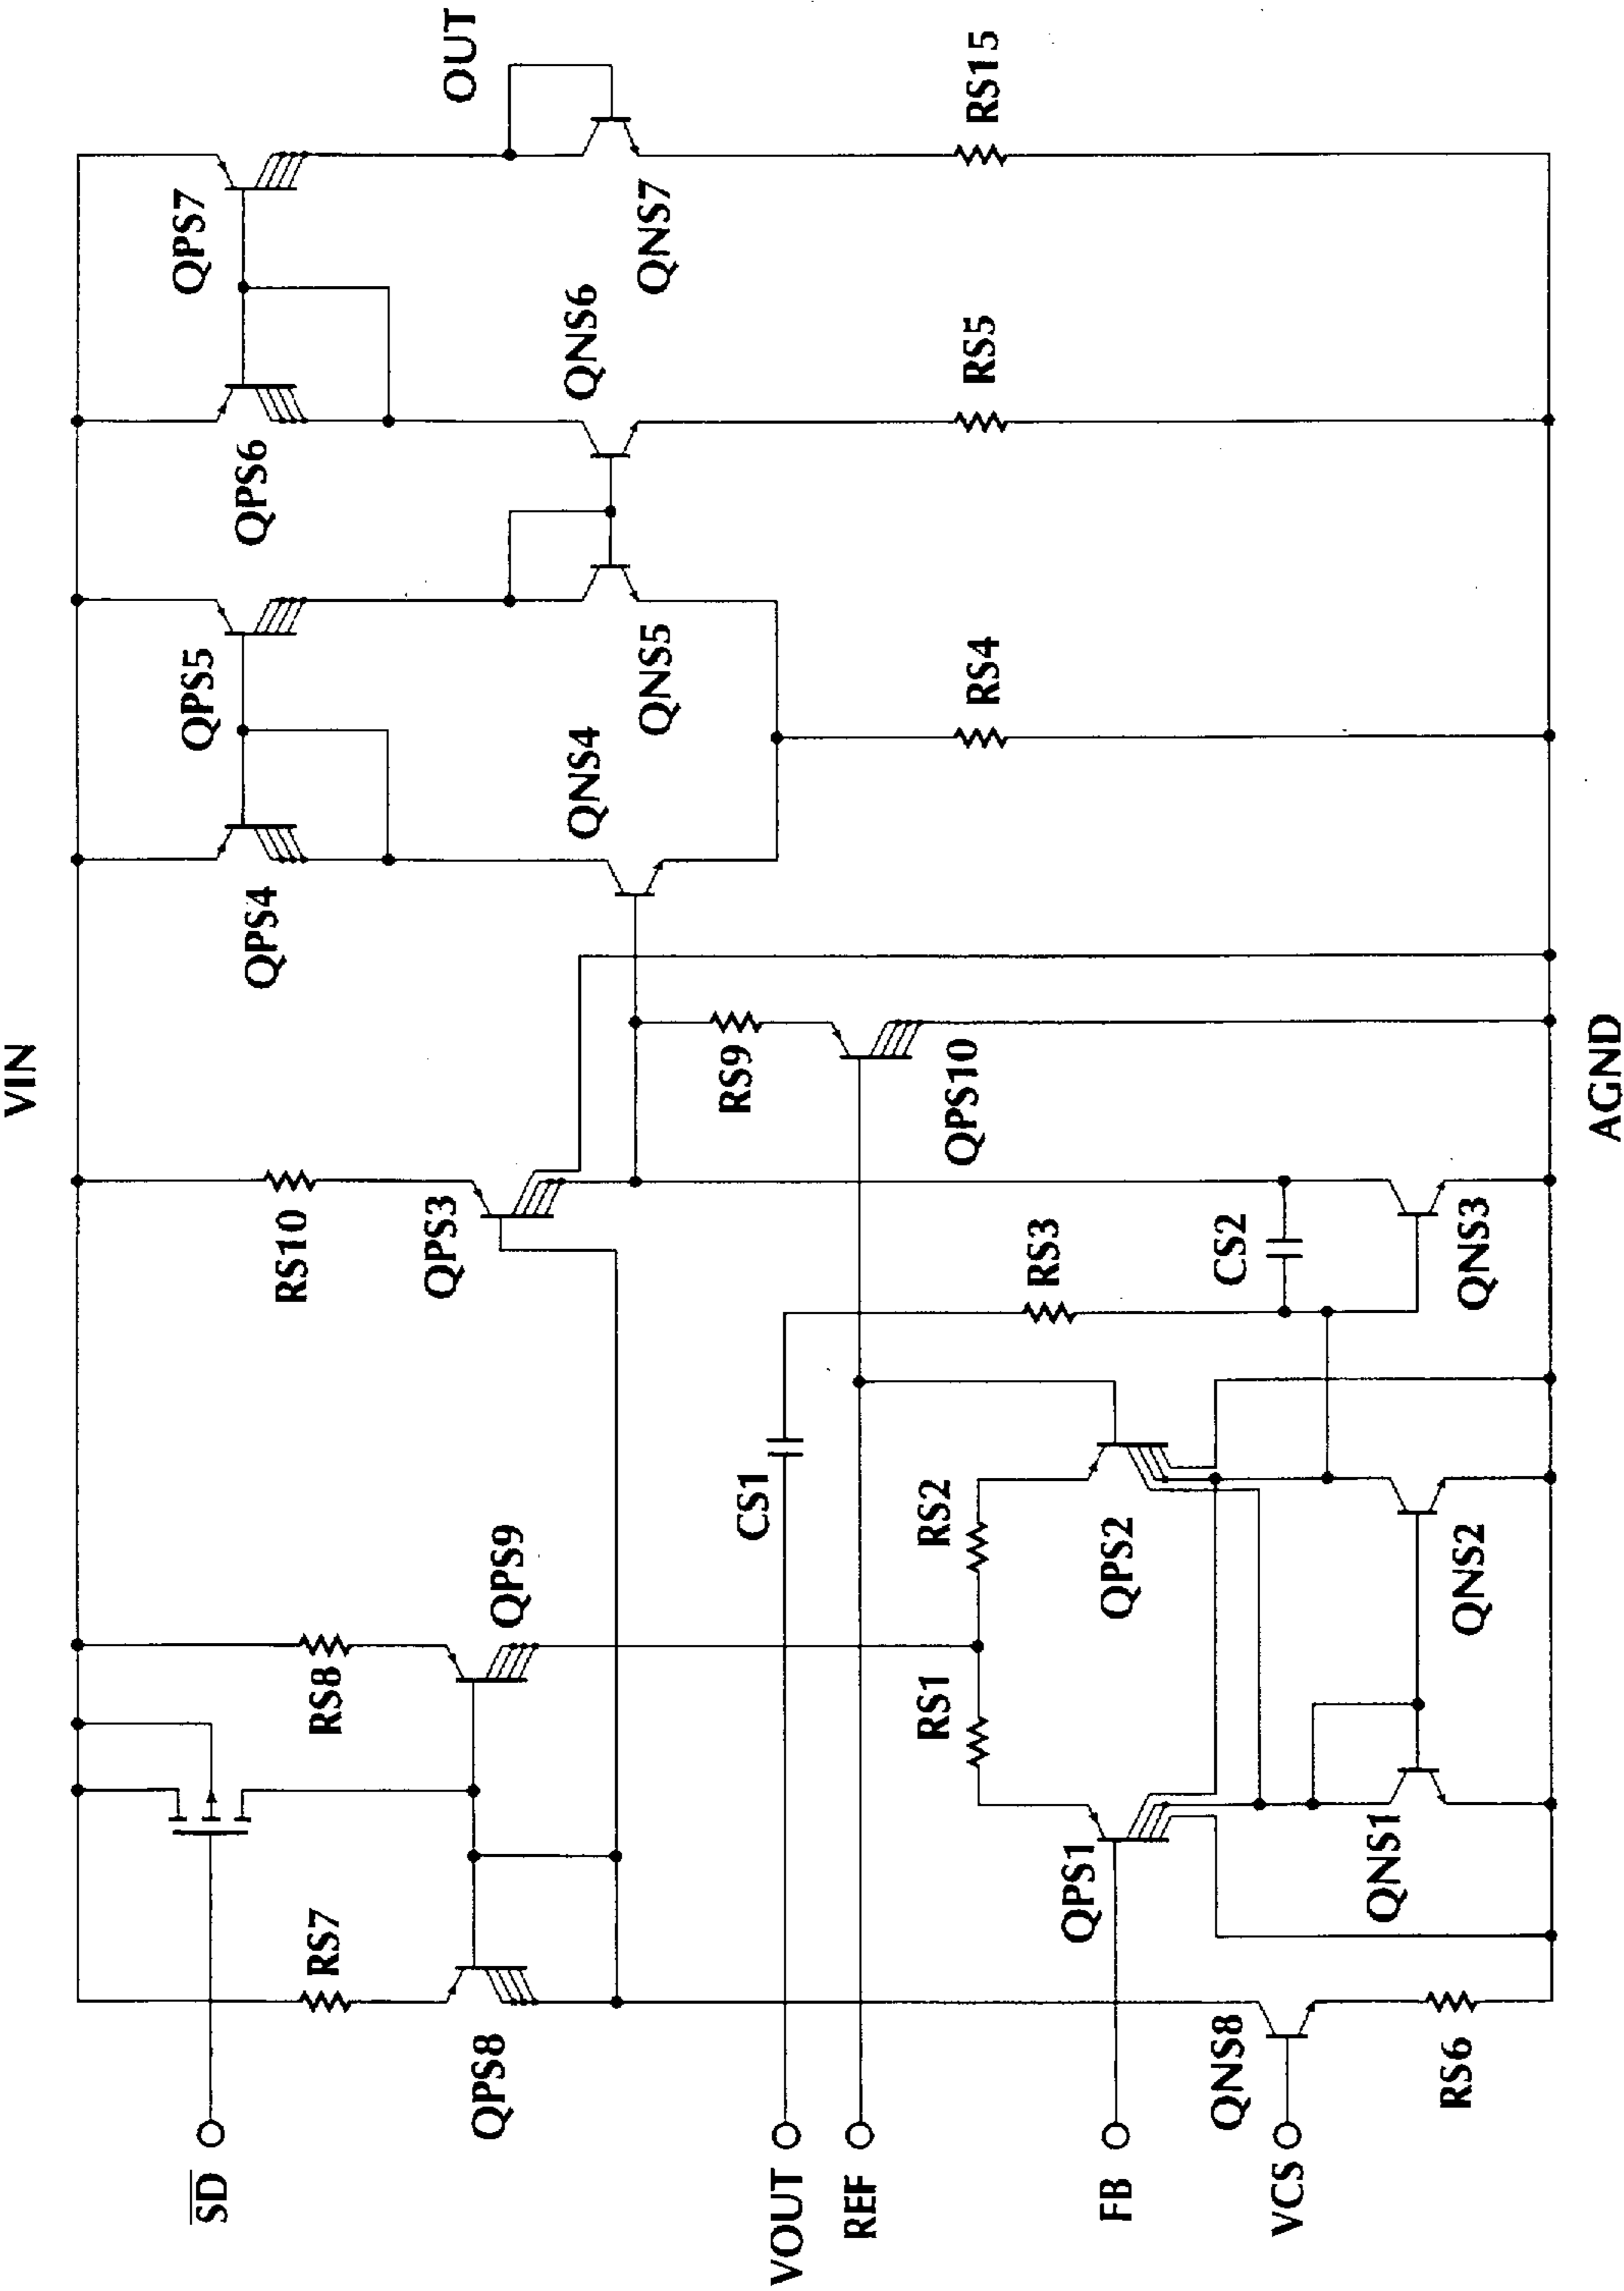 VIN
SD
RS7
RS8
RS10
QPS8
QPS9
QPS3
QPS4
QPS5
QPS6
QPS7
OUT
VOUT
CS1
REF
RS1
RS2
RS3
RS9
QPS10
QNS4
QNS5
QNS6
QNS7
RS4
RS5
RS15
FB
QPS1
QPS2
CS2
VCS
QNS8
QNS1
QNS2
QNS3
RS6
AGND